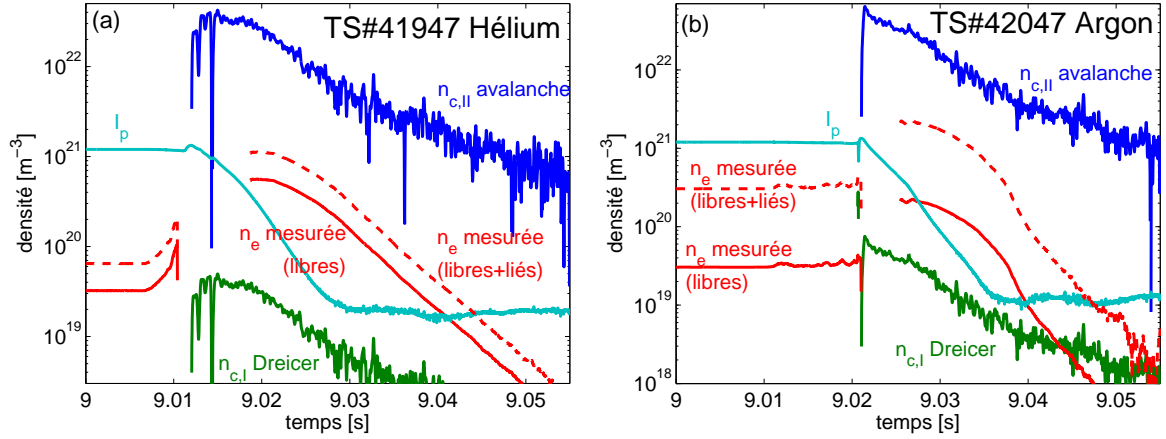 (a)
TS#41947 Hélium
10^22
10^21
10^20
10^19
densité [m^−3]
n_c,II avalanche
I_p
n_e mesurée
(libres)
n_e mesurée
(libres+liés)
n_c,I Dreicer
9
9.01
9.02
9.03
9.04
9.05
temps [s]
(b)
TS#42047 Argon
10^22
10^21
10^20
10^19
10^18
densité [m^−3]
n_c,II avalanche
I_p
n_e mesurée
(libres+liés)
n_e mesurée
(libres)
n_c,I Dreicer
9
9.01
9.02
9.03
9.04
9.05
temps [s]